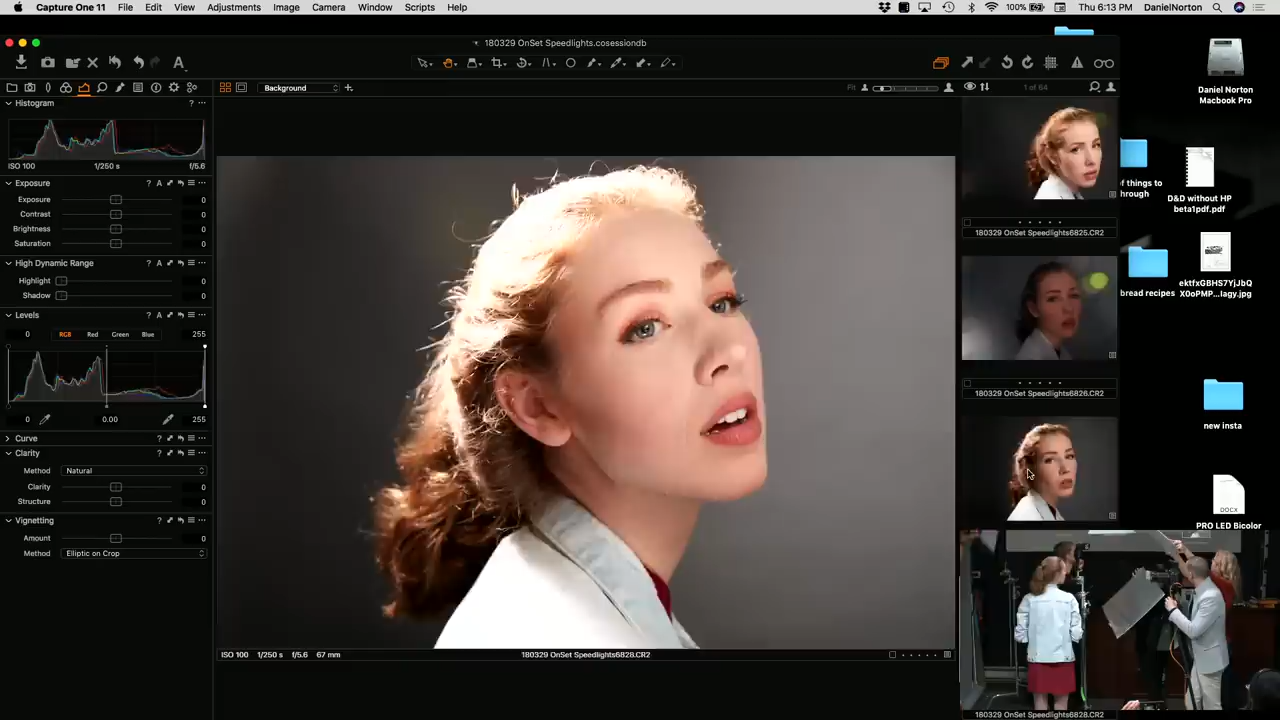 Capture One 11 File Edit View Adjustments Image Camera Window Scripts Help 100% Thu 6:13 PM DanielNorton
180329 OnSet Speedlights.cosessiondb
Background
Fit
1 of 64
Histogram
ISO 100 1/250 s f/5.6
Exposure
Exposure 0
Contrast 0
Brightness 0
Saturation 0
High Dynamic Range
Highlight 0
Shadow 0
Levels
0 RGB Red Green Blue 255
0 0.00 255
Curve
Clarity
Method Natural
Clarity 0
Structure 0
Vignetting
Amount 0
Method Elliptic on Crop
ISO 100 1/250 s f/5.6 67 mm 180329 OnSet Speedlights6828.CR2
180329 OnSet Speedlights6825.CR2
180329 OnSet Speedlights6826.CR2
180329 OnSet Speedlights6828.CR2
Daniel Norton
Macbook Pro
of things to
hrough
D&D without HP
beta1pdf.pdf
bread recipes
ektfxGBHS7YjJbQ
X0oPMP...lagy.jpg
new insta
DOCX
PRO LED Bicolor